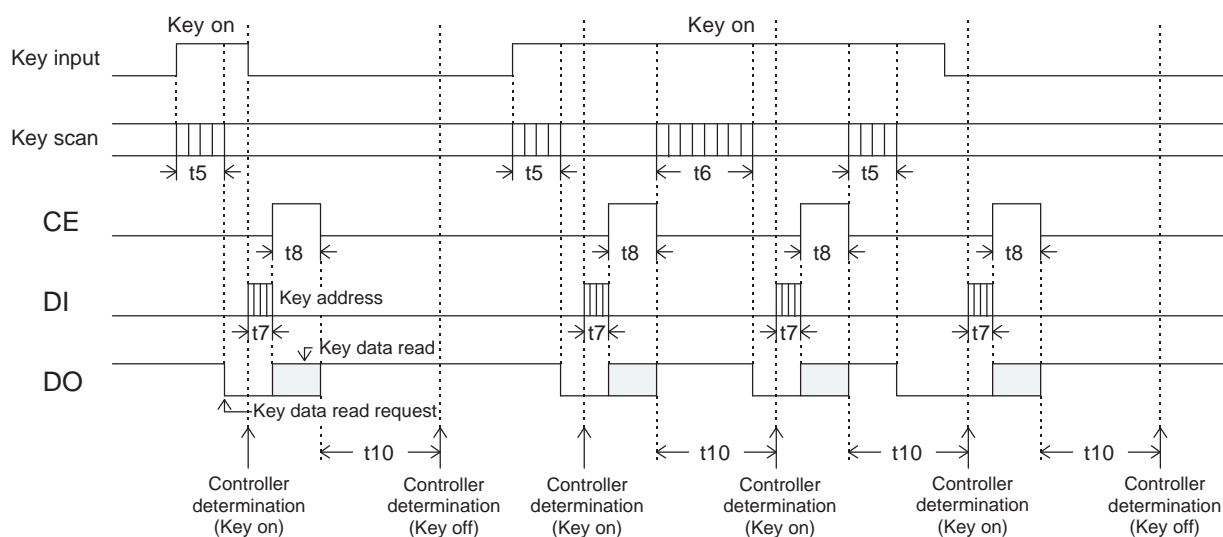 Key on Key on
Key input
Key scan
t5 t5 t6 t5
CE
t8 t8 t8 t8
DI
Key address
t7 t7 t7 t7
Key data read
DO
Key data read request
t10 t10 t10 t10
Controller determination (Key on)
Controller determination (Key off)
Controller determination (Key on)
Controller determination (Key on)
Controller determination (Key on)
Controller determination (Key off)